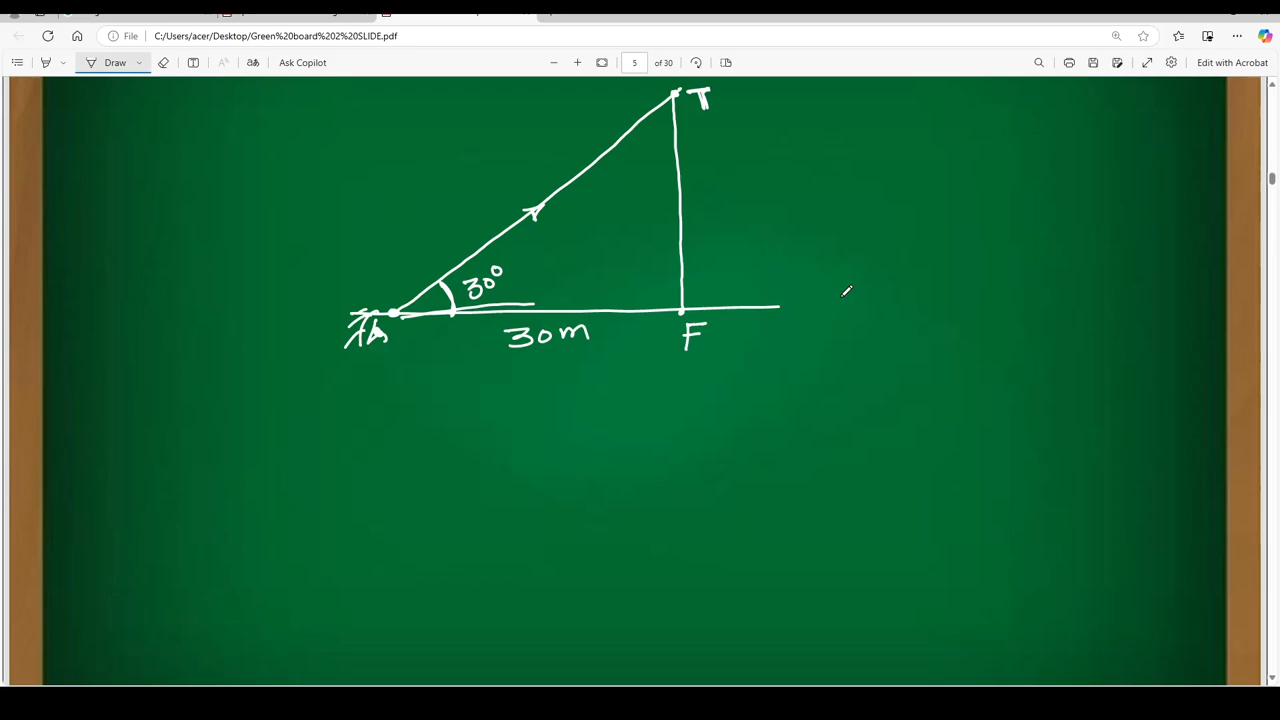 File C:/Users/acer/Desktop/Green%20board%202%20SLIDE.pdf
Draw Ask Copilot 5 of 30 Edit with Acrobat
T
30°
A 30m F